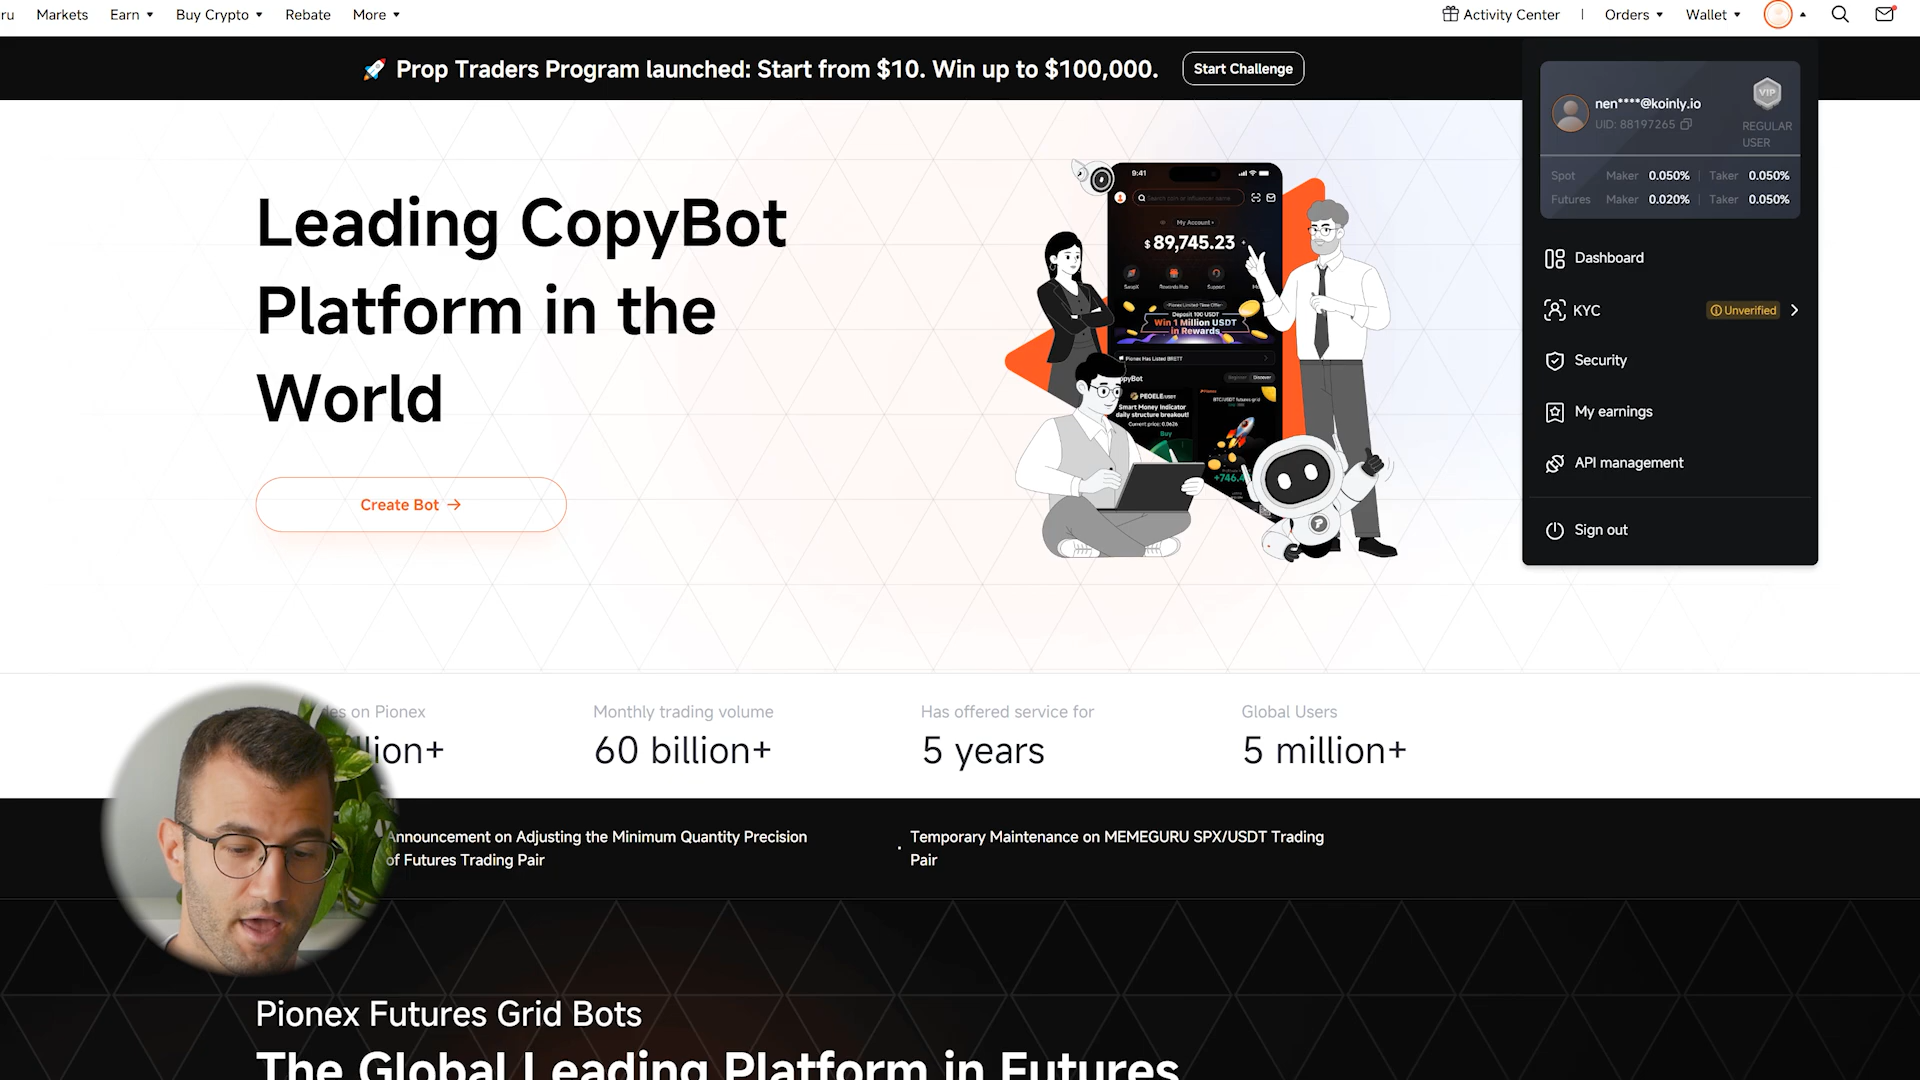 ru Markets Earn Buy Crypto Rebate More Activity Center Orders Wallet
Prop Traders Program launched: Start from $10. Win up to $100,000. Start Challenge
nen****@koinly.io
UID: 88197265
VIP
REGULAR
USER
Spot Maker 0.050% Taker 0.050%
Futures Maker 0.020% Taker 0.050%
Dashboard
KYC Unverified
Security
My earnings
API management
Sign out
Leading CopyBot
Platform in the
World
Create Bot →
9:41
Search coin or influencer name
My Account
$ 89,745.23
SwapX Rewards Hub Support
Pionex Limited-Time Offer
Deposit 100 USDT
Win 1 Million USDT
in Rewards
Pionex Has Listed BRETT
opyBot Discover
PEOELE/USDT
Smart Money Indicator
daily structure breakout!
Current price: 0.0626
Buy
Pionex
BTC/USDT futures grid
+746.4
des on Pionex
llion+
Monthly trading volume
60 billion+
Has offered service for
5 years
Global Users
5 million+
Announcement on Adjusting the Minimum Quantity Precision
of Futures Trading Pair
Temporary Maintenance on MEMEGURU SPX/USDT Trading
Pair
Pionex Futures Grid Bots
The Global Leading Platform in Futures